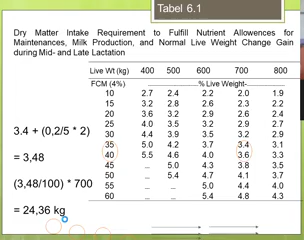 Tabel 6.1
Dry Matter Intake Requirement to Fulfill Nutrient Allowences for
Maintenances, Milk Production, and Normal Live Weight Change Gain
during Mid- and Late Lactation
Live Wt (kg) 400 500 600 700 800
FCM (4%) % Live Weight
10 2.7 2.4 2.2 2.0 1.9
15 3.2 2.8 2.6 2.3 2.2
20 3.6 3.2 2.9 2.6 2.4
25 4.0 3.5 3.2 2.9 2.7
30 4.4 3.9 3.5 3.2 2.9
35 5.0 4.2 3.7 3.4 3.1
40 5.5 4.6 4.0 3.6 3.3
45 ... 5.0 4.3 3.8 3.5
50 ... 5.4 4.7 4.1 3.7
55 ... ... 5.0 4.4 4.0
60 ... ... 5.4 4.8 4.3
3.4 + (0,2/5 * 2)
= 3,48
(3,48/100) * 700
= 24,36 kg